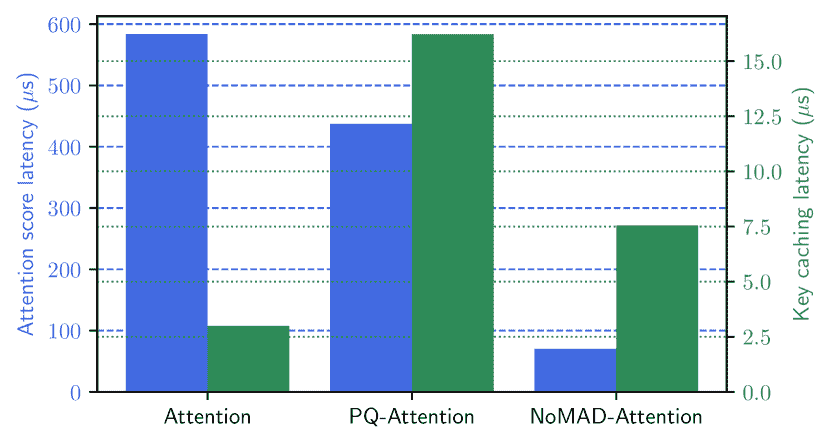 Attention score latency (μs)
600
500
400
300
200
100
0
15.0
12.5
10.0
7.5
5.0
2.5
0.0
Key caching latency (μs)
Attention
PQ-Attention
NoMAD-Attention